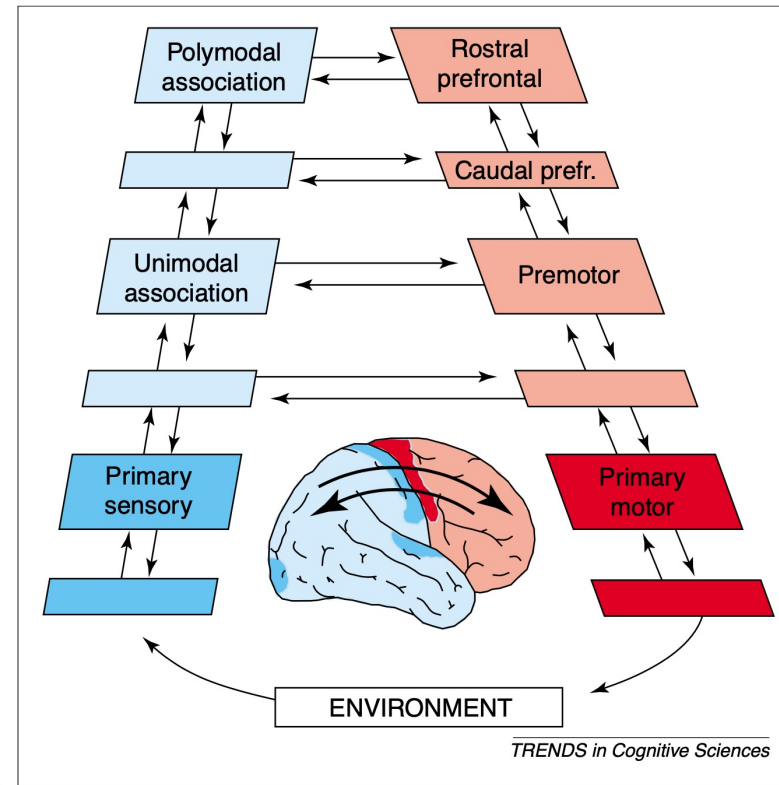 Polymodal
association
Rostral
prefrontal
Caudal prefr.
Unimodal
association
Premotor
Primary
sensory
Primary
motor
ENVIRONMENT
TRENDS in Cognitive Sciences